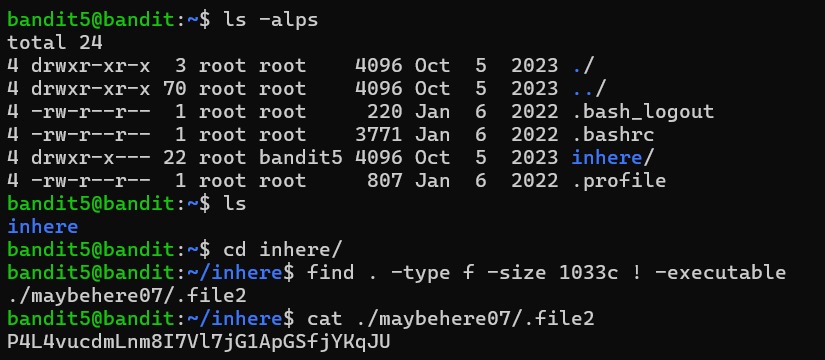 bandit5@bandit:~$ ls -alps
total 24
4 drwxr-xr-x  3 root root    4096 Oct  5  2023 ./
4 drwxr-xr-x 70 root root    4096 Oct  5  2023 ../
4 -rw-r--r--  1 root root     220 Jan  6  2022 .bash_logout
4 -rw-r--r--  1 root root    3771 Jan  6  2022 .bashrc
4 drwxr-x--- 22 root bandit5 4096 Oct  5  2023 inhere/
4 -rw-r--r--  1 root root     807 Jan  6  2022 .profile
bandit5@bandit:~$ ls
inhere
bandit5@bandit:~$ cd inhere/
bandit5@bandit:~/inhere$ find . -type f -size 1033c ! -executable
./maybehere07/.file2
bandit5@bandit:~/inhere$ cat ./maybehere07/.file2
P4L4vucdmLnm8I7Vl7jG1ApGSfjYKqJU